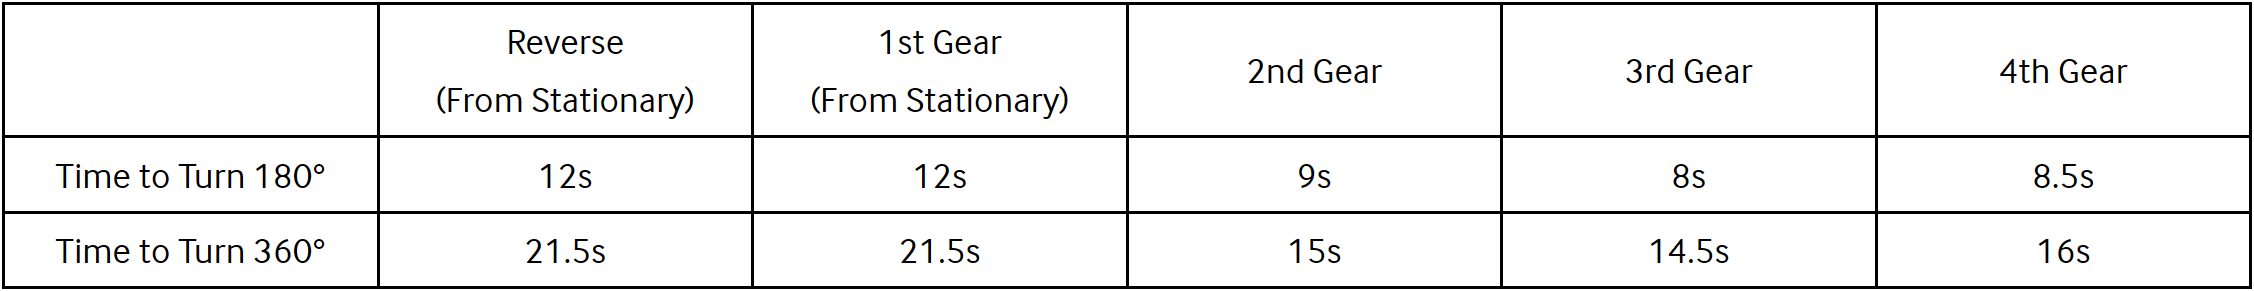 Reverse
(From Stationary)
1st Gear
(From Stationary)
2nd Gear
3rd Gear
4th Gear
Time to Turn 180°
12s
12s
9s
8s
8.5s
Time to Turn 360°
21.5s
21.5s
15s
14.5s
16s